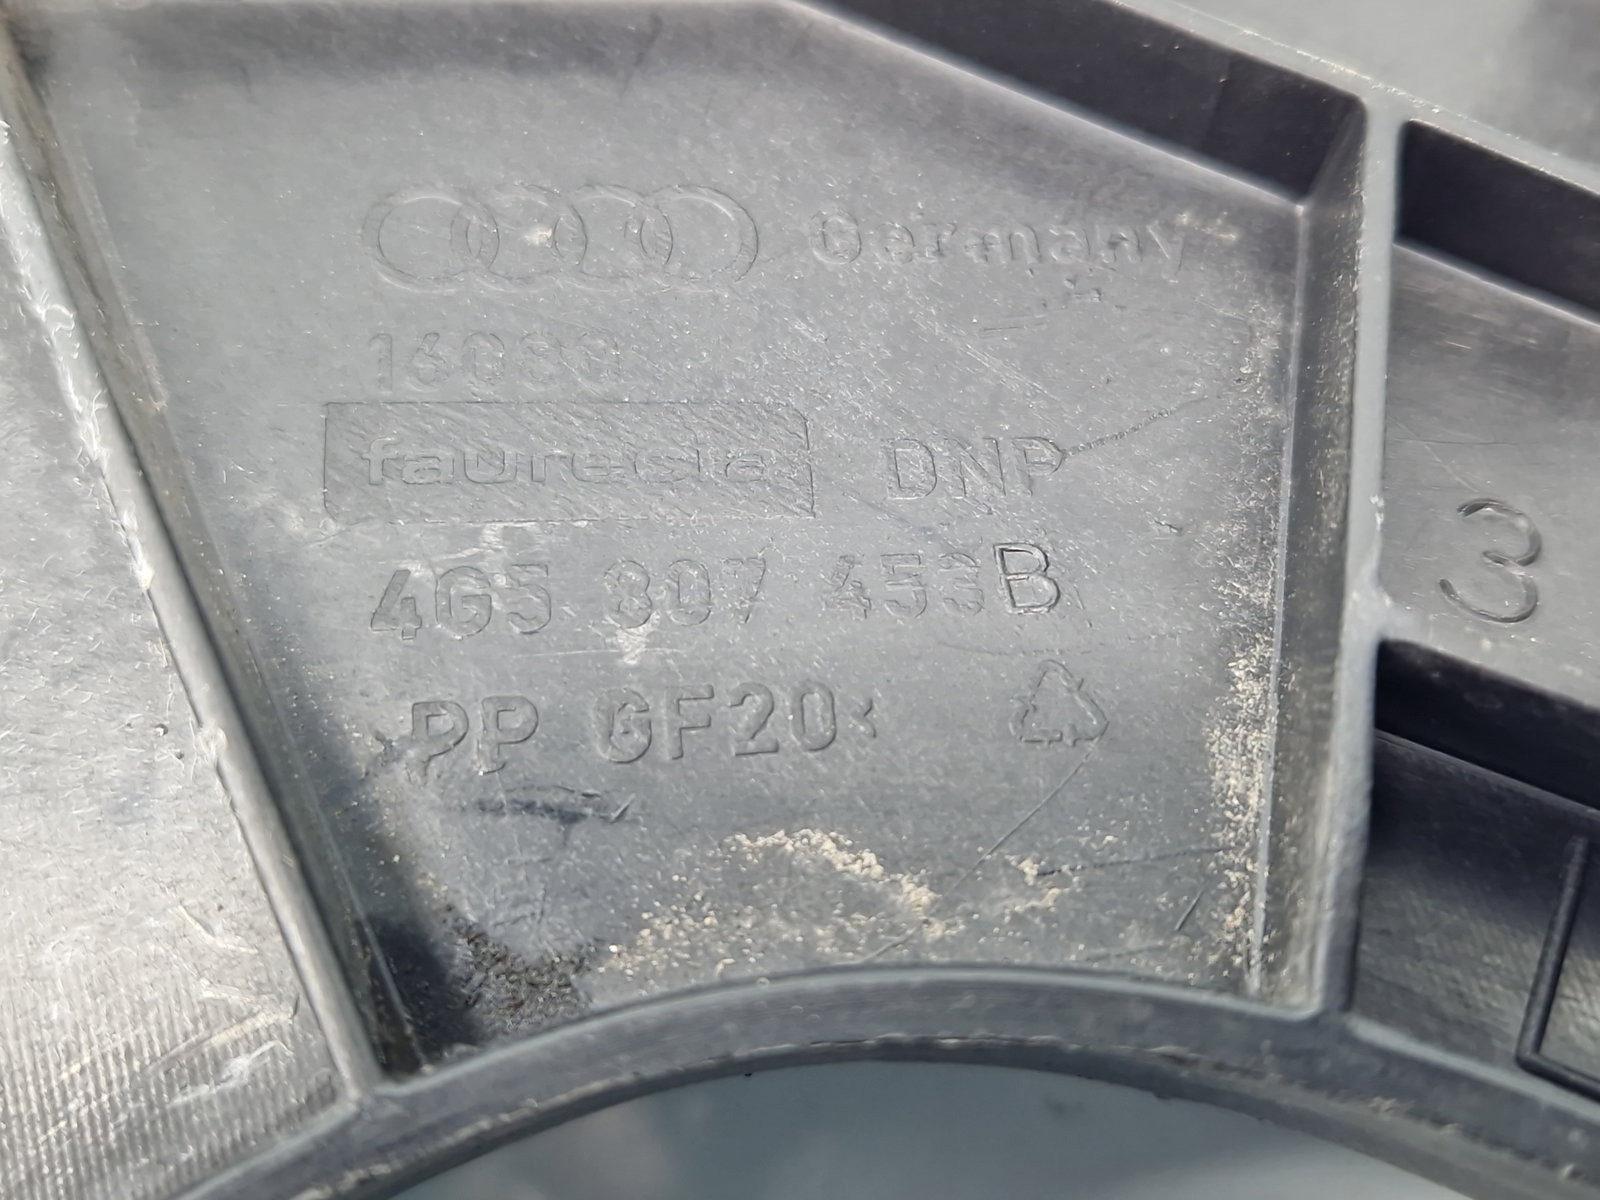 Germany
16080
faurecia DNP
4G5 807 453B
PP GF20<
3